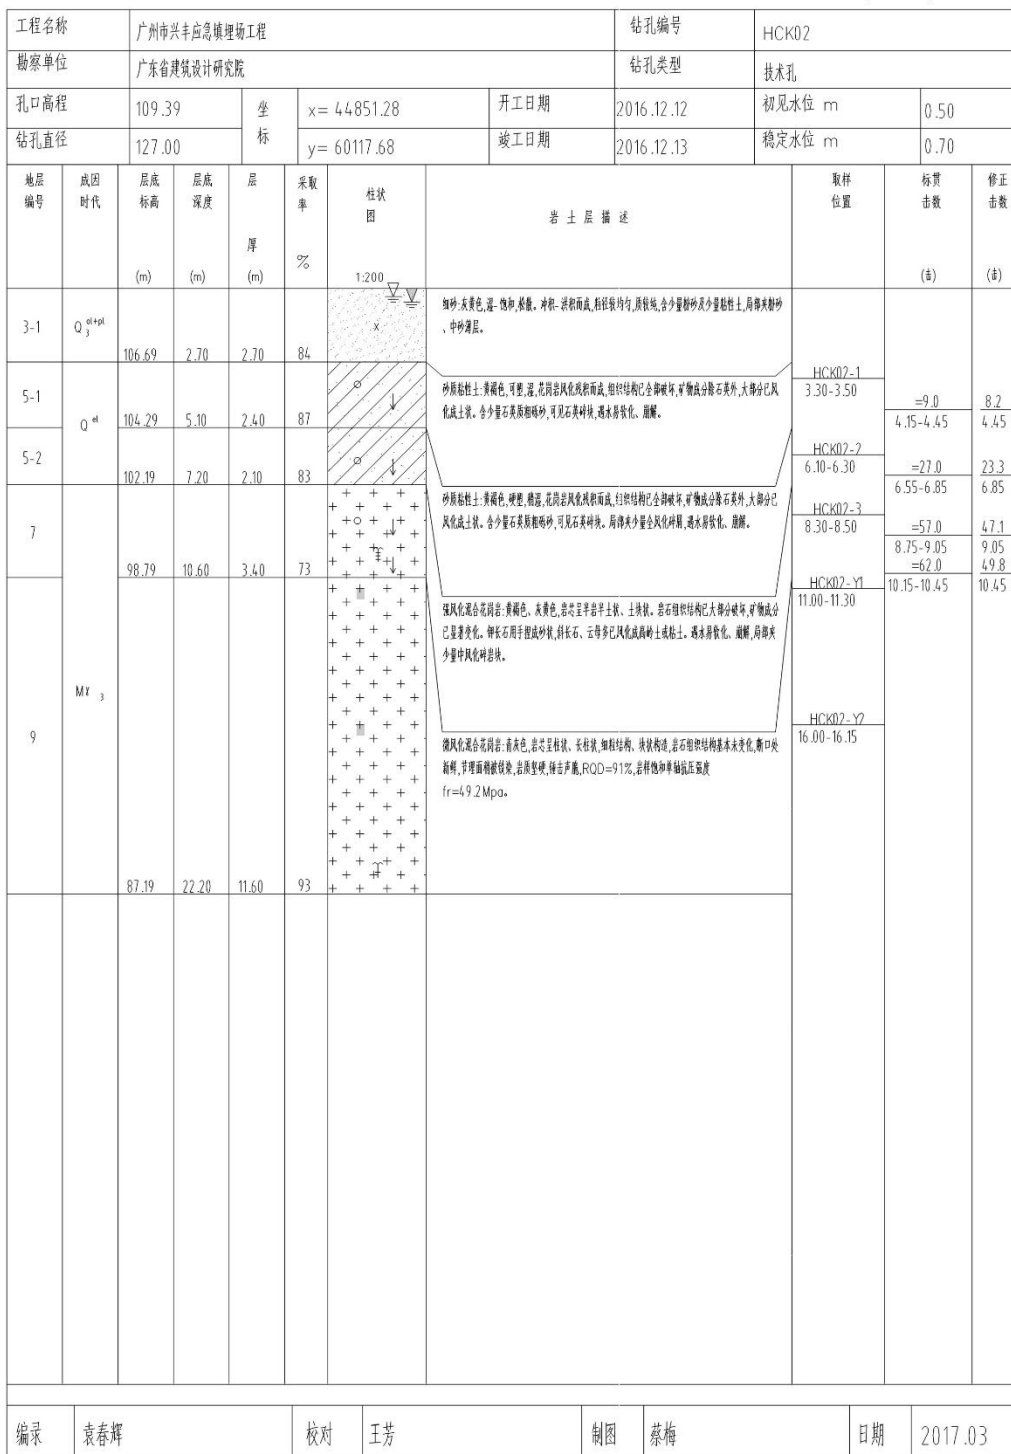 工程名称 广州市兴丰应急填埋场工程 钻孔编号 HCK02
勘察单位 广东省建筑设计研究院 钻孔类型 技术孔
孔口高程 109.39 坐标 x= 44851.28 开工日期 2016.12.12 初见水位 m 0.50
钻孔直径 127.00 y= 60117.68 竣工日期 2016.12.13 稳定水位 m 0.70
地层编号 成因时代 层底标高 (m) 层底深度 (m) 层厚 (m) 采取率 % 柱状图 1:200 岩土层描述 取样位置 标贯击数 (击) 修正击数 (击)
细砂:灰黄色,湿-饱和,松散。冲积-洪积而成,粒径较均匀,质较纯,含少量粉砂及少量粘性土,局部夹粉砂
、中砂薄层。
3-1 Q 3 al+pl x
106.69 2.70 2.70 84
HCK02-1
3.30-3.50
砂质粘性土:黄褐色,可塑,湿,花岗岩风化残积而成,组织结构已全部破坏,矿物成分除石英外,大部分已风
化成土状。含少量石英质粗砾砂,可见石英碎块,遇水易软化、崩解。
5-1 =9.0 8.2
Q el 104.29 5.10 2.40 87 4.15-4.45 4.45
HCK02-2
5-2 6.10-6.30 =27.0 23.3
102.19 7.20 2.10 83 6.55-6.85 6.85
砂质粘性土:黄褐色,硬塑,稍湿,花岗岩风化残积而成,组织结构已全部破坏,矿物成分除石英外,大部分已
风化成土状。含少量石英质粗砾砂,可见石英碎块。局部夹少量全风化碎屑,遇水易软化、崩解。
HCK02-3
7 8.30-8.50 =57.0 47.1
8.75-9.05 9.05
=62.0 49.8
98.79 10.60 3.40 73
HCK02-Y1 10.15-10.45 10.45
11.00-11.30
强风化混合花岗岩:黄褐色、灰黄色,岩芯呈半岩半土状、土块状。岩石组织结构已大部分破坏,矿物成分
已显著变化。钾长石用手捏成砂状,斜长石、云母多已风化成高岭土或粘土。遇水易软化、崩解,局部夹
少量中风化碎岩块。
Mγ 3
HCK02-Y2
9 16.00-16.15
微风化混合花岗岩:青灰色,岩芯呈柱状、长柱状,细粒结构、块状构造,岩石组织结构基本未变化,断口处
新鲜,节理面稍被锈染,岩质坚硬,锤击声脆,RQD=91%,岩样饱和单轴抗压强度
fr=49.2Mpa。
87.19 22.20 11.60 93
编录 袁春辉 校对 王芳 制图 蔡梅 日期 2017.03